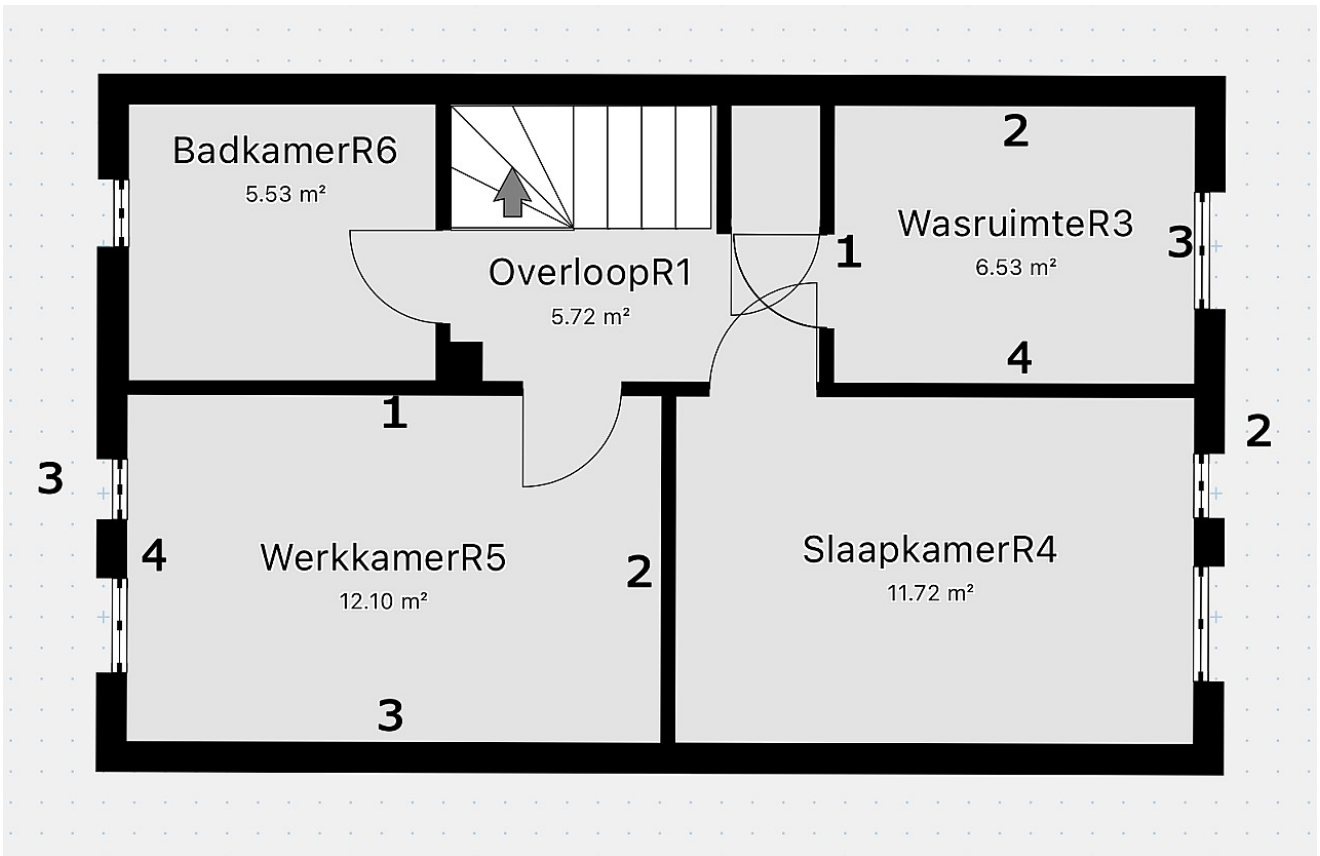 2
BadkamerR6
5.53 m²
WasruimteR3
6.53 m²
1
3
OverloopR1
5.72 m²
4
1
2
3
4
WerkkamerR5
12.10 m²
2
SlaapkamerR4
11.72 m²
3